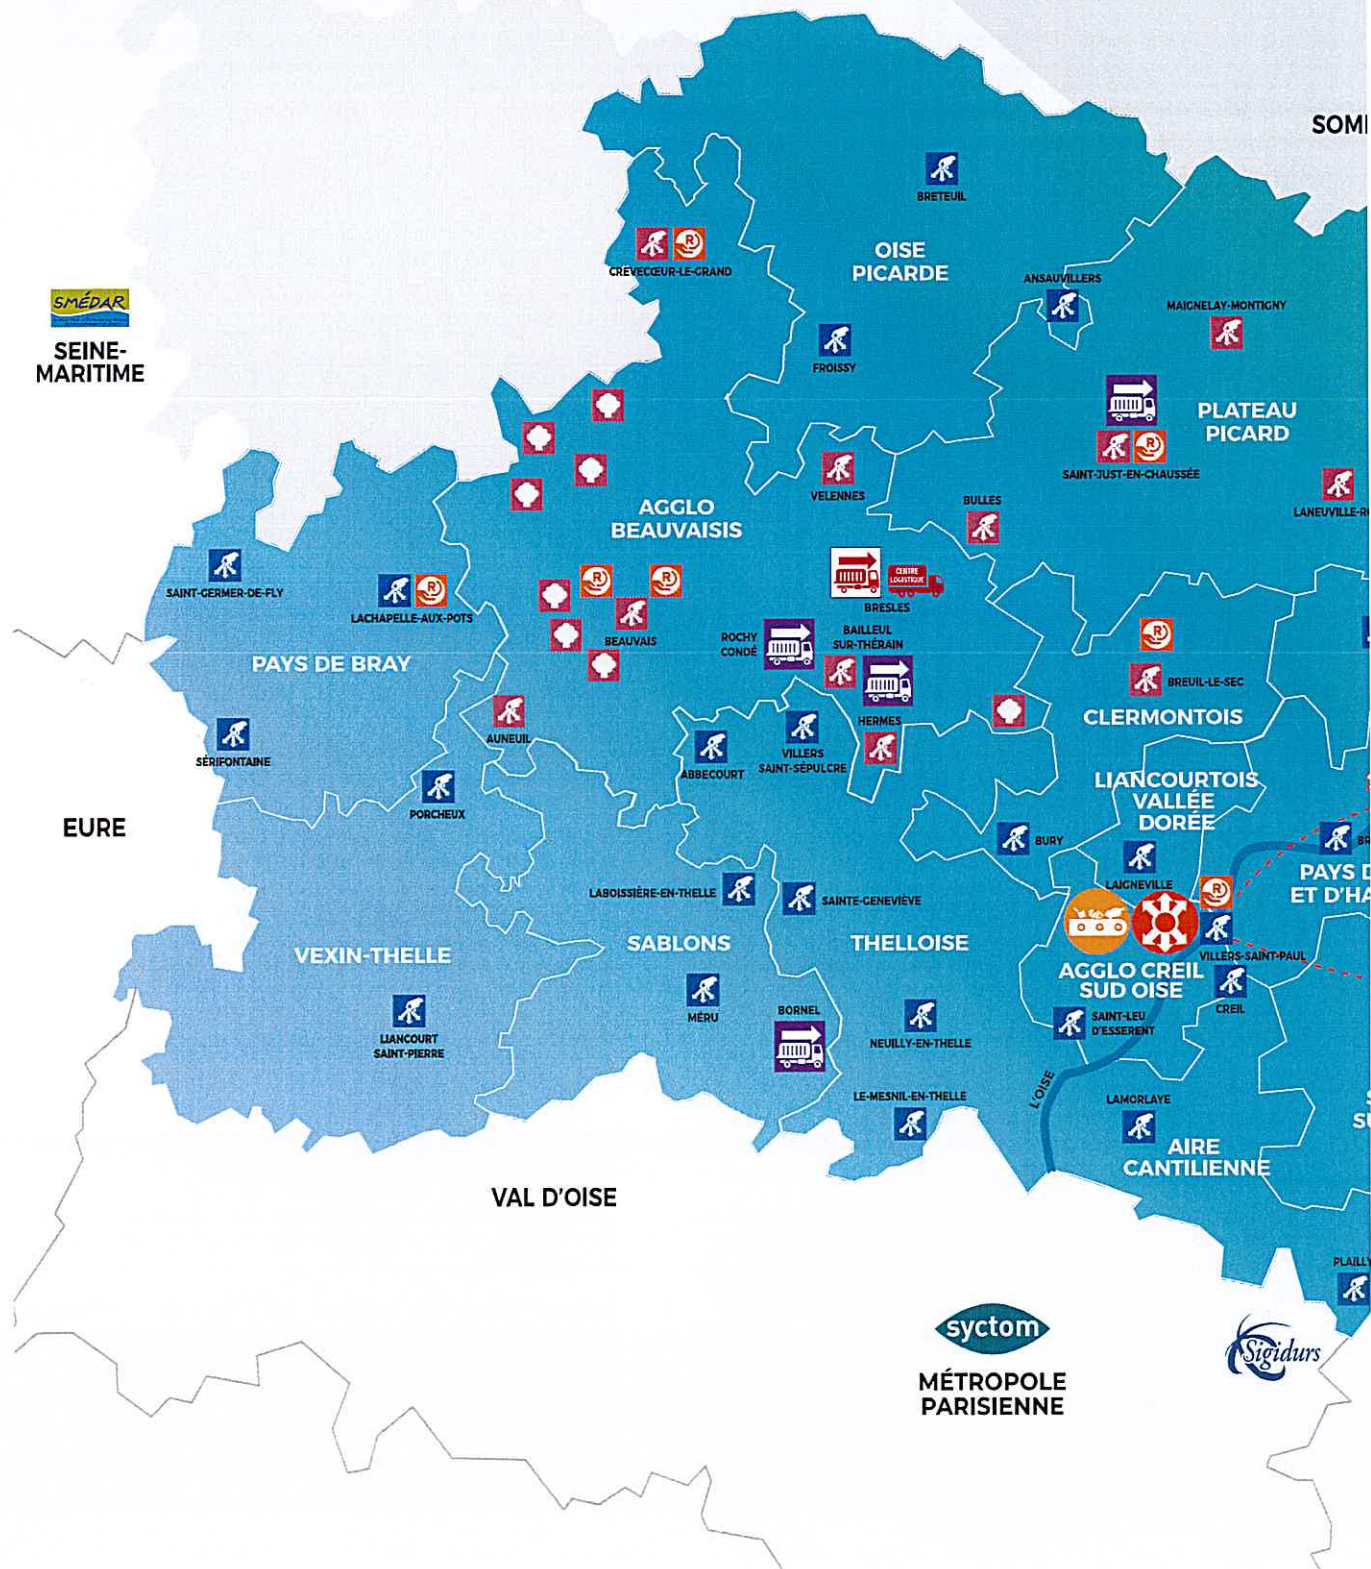 SOM
BRETEUIL
OISE
PICARDE
CRÈVECŒUR-LE-GRAND
ANSAUVILLERS
SMÉDAR
MAIGNELAY-MONTIGNY
SEINE-
MARITIME
FROISSY
PLATEAU
PICARD
SAINT-JUST-EN-CHAUSSÉE
VELENNES
BULLES
LANEUVILLE-R
AGGLO
BEAUVAISIS
CENTRE
LOGISTIQUE
SAINT-GERMER-DE-FLY
BRESLES
LACHAPELLE-AUX-POTS
BEAUVAIS
ROCHY
CONDÉ
BAILLEUL
SUR-THÉRAIN
PAYS DE BRAY
BREUIL-LE-SEC
CLERMONTOIS
HERMES
AUNEUIL
SÉRIFONTAINE
ABBECOURT
VILLERS
SAINT-SÉPULCRE
LIANCOURTOIS
VALLÉE
DORÉE
PORCHEUX
EURE
BURY
BR
LAIGNEVILLE
PAYS D
ET D'HA
LABOISSIÈRE-EN-THELLE
SAINTE-GENEVIÈVE
VEXIN-THELLE
SABLONS
THELLOISE
VILLERS-SAINT-PAUL
AGGLO CREIL
SUD OISE
CREIL
MÉRU
BORNEL
SAINT-LEU
D'ESSERENT
LIANCOURT
SAINT-PIERRE
NEUILLY-EN-THELLE
L'OISE
LE-MESNIL-EN-THELLE
LAMORLAYE
S
AIRE
CANTILIENNE
VAL D'OISE
PLAILLY
syctom
Sigidurs
MÉTROPOLE
PARISIENNE